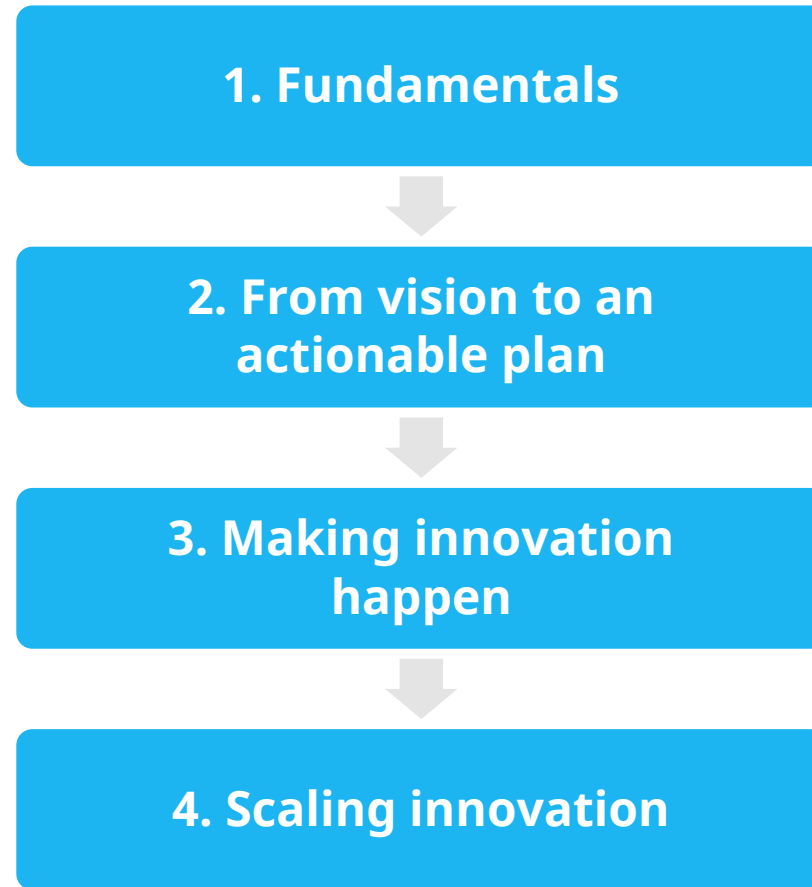 1. Fundamentals
2. From vision to an
actionable plan
3. Making innovation
happen
4. Scaling innovation